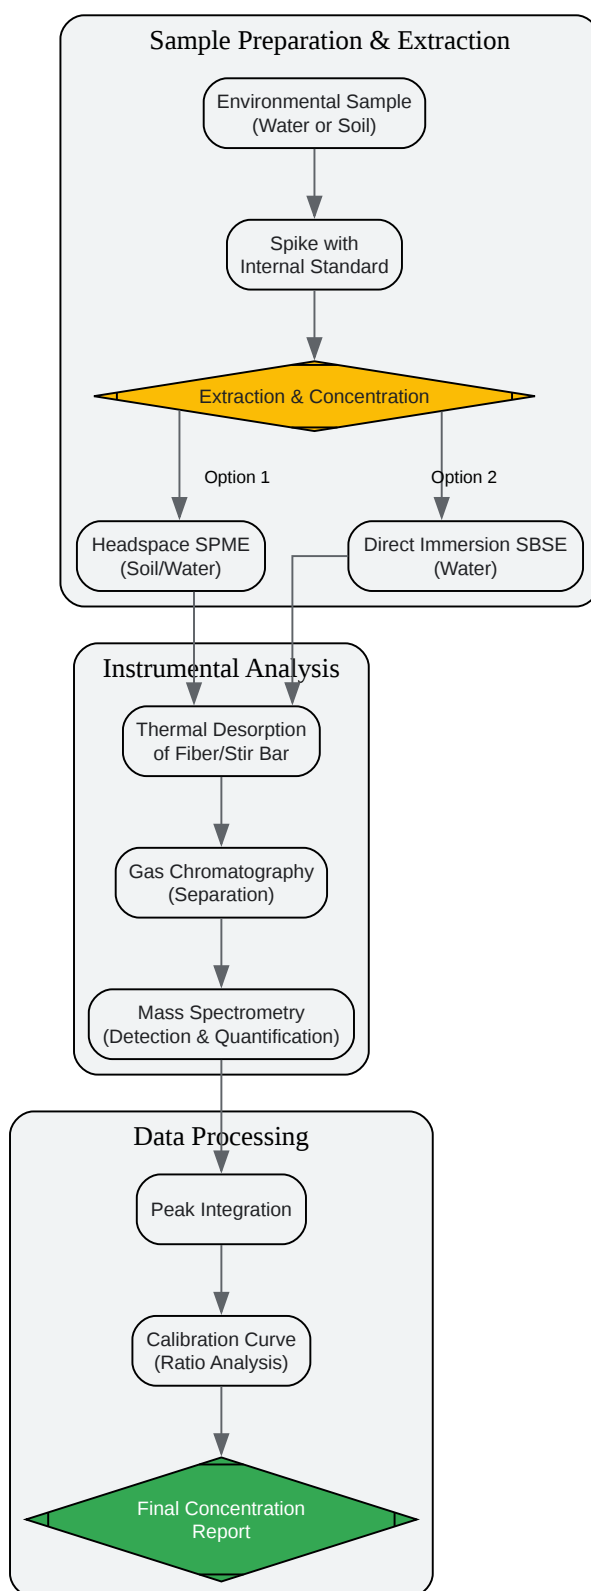 Sample Preparation & Extraction
Environmental Sample
(Water or Soil)
Spike with
Internal Standard
Extraction & Concentration
Option 1
Option 2
Headspace SPME
(Soil/Water)
Direct Immersion SBSE
(Water)
Instrumental Analysis
Thermal Desorption
of Fiber/Stir Bar
Gas Chromatography
(Separation)
Mass Spectrometry
(Detection & Quantification)
Data Processing
Peak Integration
Calibration Curve
(Ratio Analysis)
Final Concentration
Report